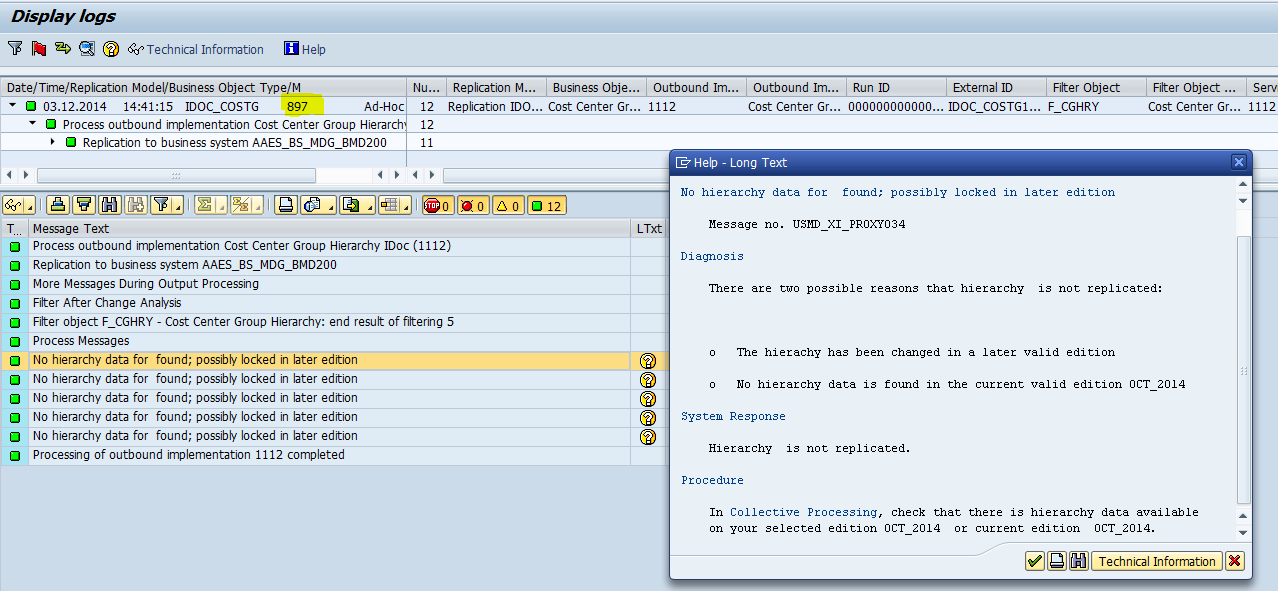 Display logs
Technical Information Help
Date/Time/Replication Model/Business Object Type/M Nu... Replication M... Business Obje... Outbound Im... Outbound Im... Run ID External ID Filter Object Filter Object ... Serv
03.12.2014 14:41:15 IDOC_COSTG 897 Ad-Hoc 12 Replication IDO... Cost Center Gr... 1112 Cost Center Gr... 000000000000... IDOC_COSTG1... F_CGHRY Cost Center Gr... 1112
Process outbound implementation Cost Center Group Hierarchy 12
Replication to business system AAES_BS_MDG_BMD200 11
STOP 0 0 0 12
T... Message Text LTxt
Process outbound implementation Cost Center Group Hierarchy IDoc (1112)
Replication to business system AAES_BS_MDG_BMD200
More Messages During Output Processing
Filter After Change Analysis
Filter object F_CGHRY - Cost Center Group Hierarchy: end result of filtering 5
Process Messages
No hierarchy data for  found; possibly locked in later edition
No hierarchy data for  found; possibly locked in later edition
No hierarchy data for  found; possibly locked in later edition
No hierarchy data for  found; possibly locked in later edition
No hierarchy data for  found; possibly locked in later edition
Processing of outbound implementation 1112 completed
Help - Long Text
No hierarchy data for  found; possibly locked in later edition
Message no. USMD_XI_PROXY034
Diagnosis
There are two possible reasons that hierarchy  is not replicated:
o The hierachy has been changed in a later valid edition
o No hierarchy data is found in the current valid edition OCT_2014
System Response
Hierarchy  is not replicated.
Procedure
In Collective Processing, check that there is hierarchy data available
on your selected edition OCT_2014  or current edition  OCT_2014.
Technical Information